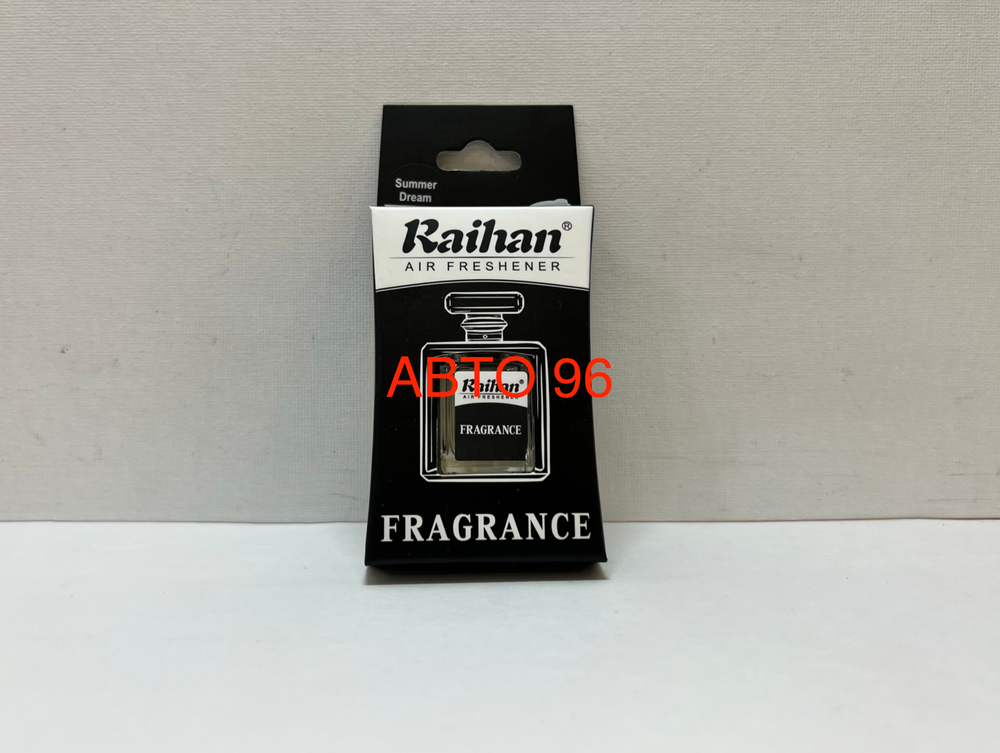 Summer
Dream
Raihan®
AIR FRESHENER
АВТО 96
Raihan®
AIR FRESHENER
FRAGRANCE
FRAGRANCE